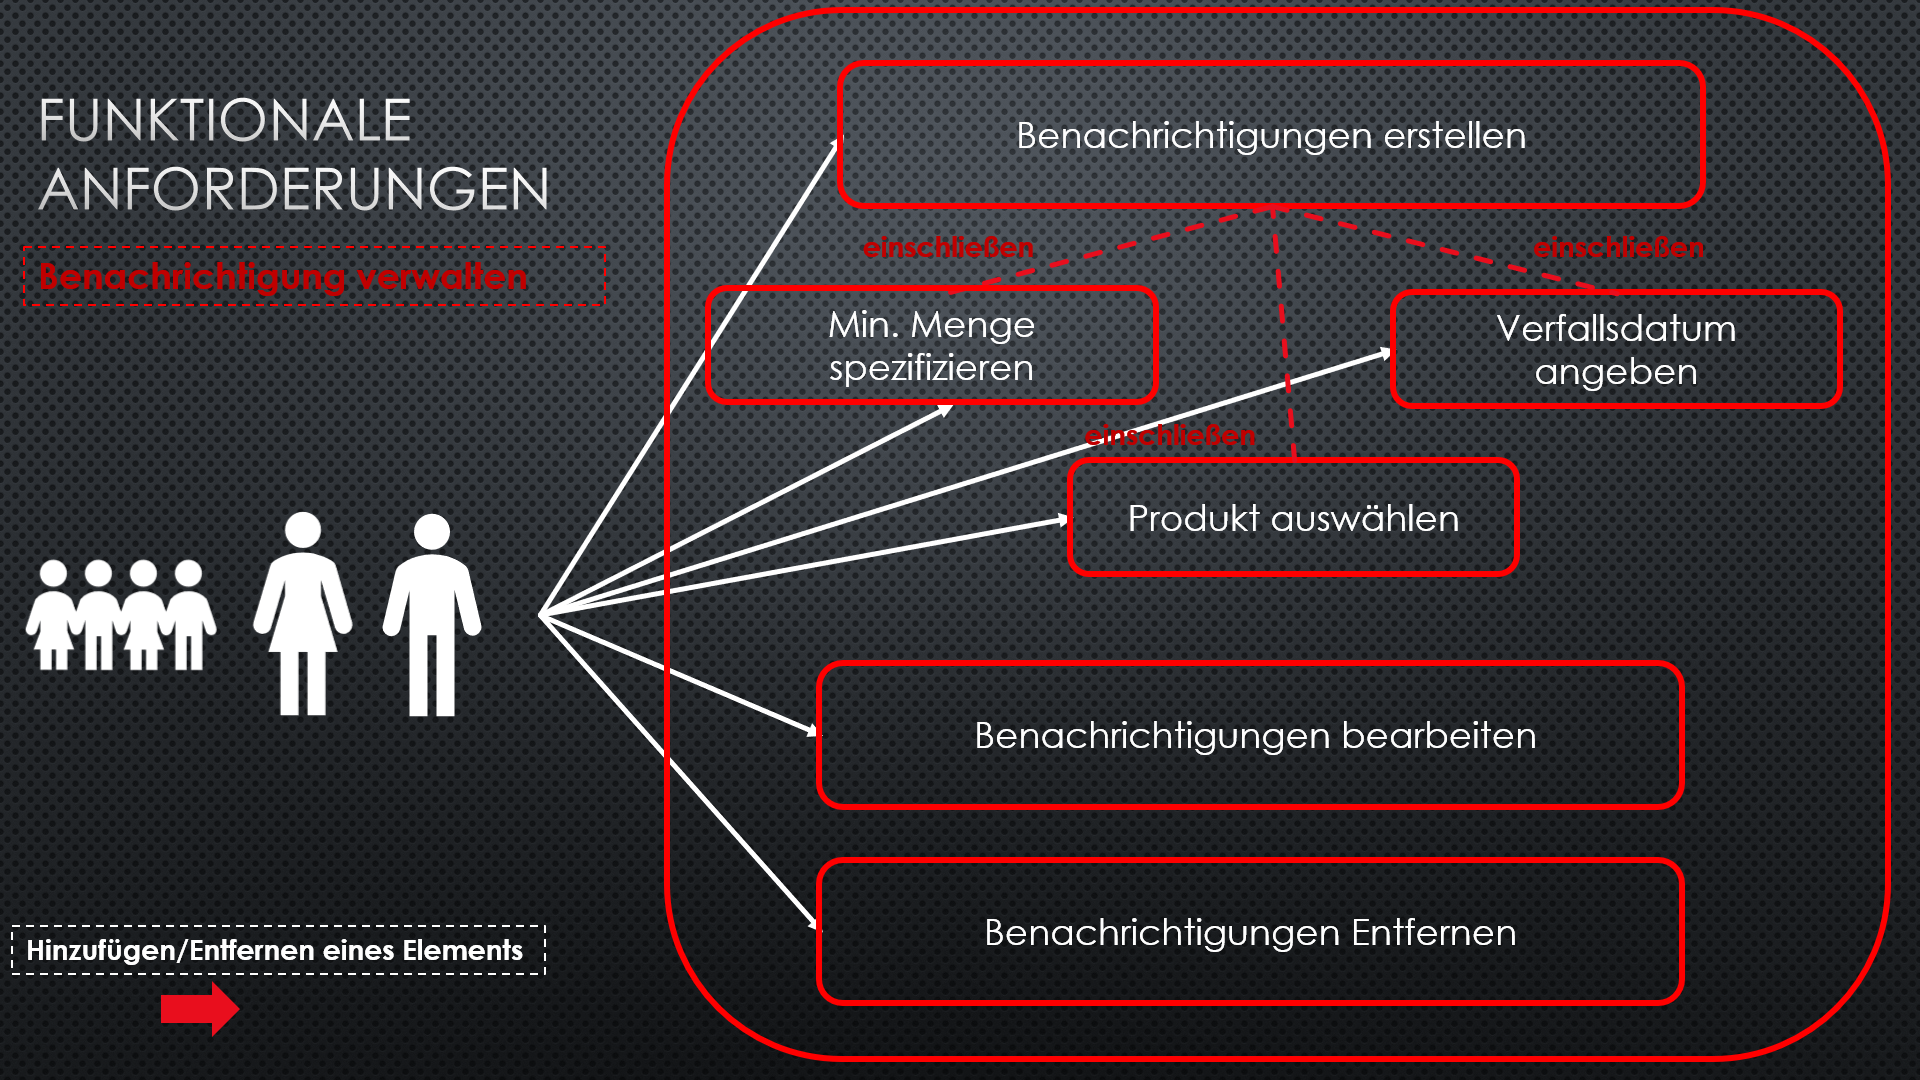 FUNKTIONALE
ANFORDERUNGEN
Benachrichtigung verwalten
Benachrichtigungen erstellen
einschließen
einschließen
Min. Menge
spezifizieren
Verfallsdatum
angeben
einschließen
Produkt auswählen
Benachrichtigungen bearbeiten
Benachrichtigungen Entfernen
Hinzufügen/Entfernen eines Elements